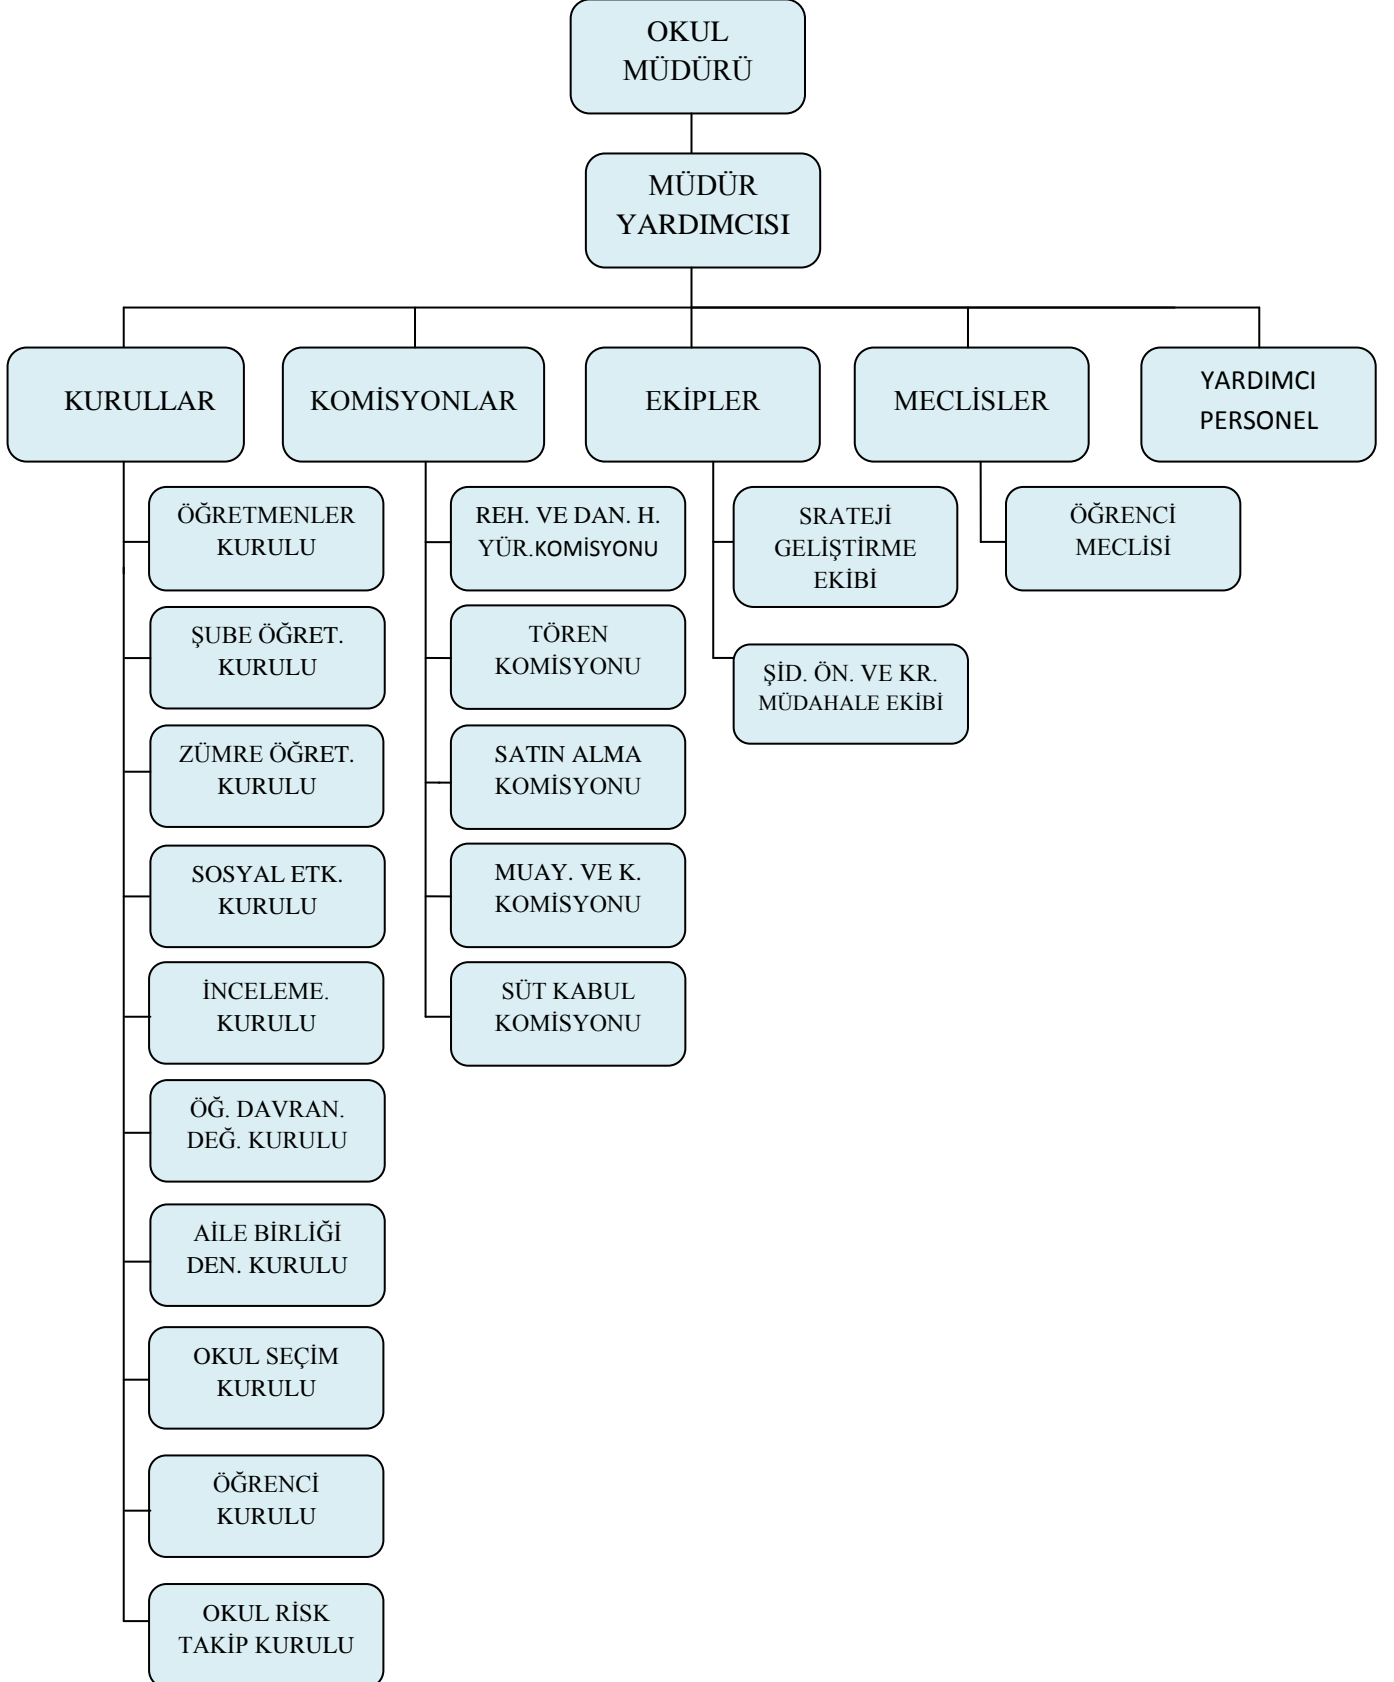 OKUL
MÜDÜRÜ
MÜDÜR
YARDIMCISI
KURULLAR
KOMİSYONLAR
EKİPLER
MECLİSLER
YARDIMCI
PERSONEL
ÖĞRETMENLER
KURULU
ŞUBE ÖĞRET.
KURULU
ZÜMRE ÖĞRET.
KURULU
SOSYAL ETK.
KURULU
İNCELEME.
KURULU
ÖĞ. DAVRAN.
DEĞ. KURULU
AİLE BİRLİĞİ
DEN. KURULU
OKUL SEÇİM
KURULU
ÖĞRENCİ
KURULU
OKUL RİSK
TAKİP KURULU
REH. VE DAN. H.
YÜR.KOMİSYONU
TÖREN
KOMİSYONU
SATIN ALMA
KOMİSYONU
MUAY. VE K.
KOMİSYONU
SÜT KABUL
KOMİSYONU
SRATEJİ
GELİŞTİRME
EKİBİ
ŞİD. ÖN. VE KR.
MÜDAHALE EKİBİ
ÖĞRENCİ
MECLİSİ